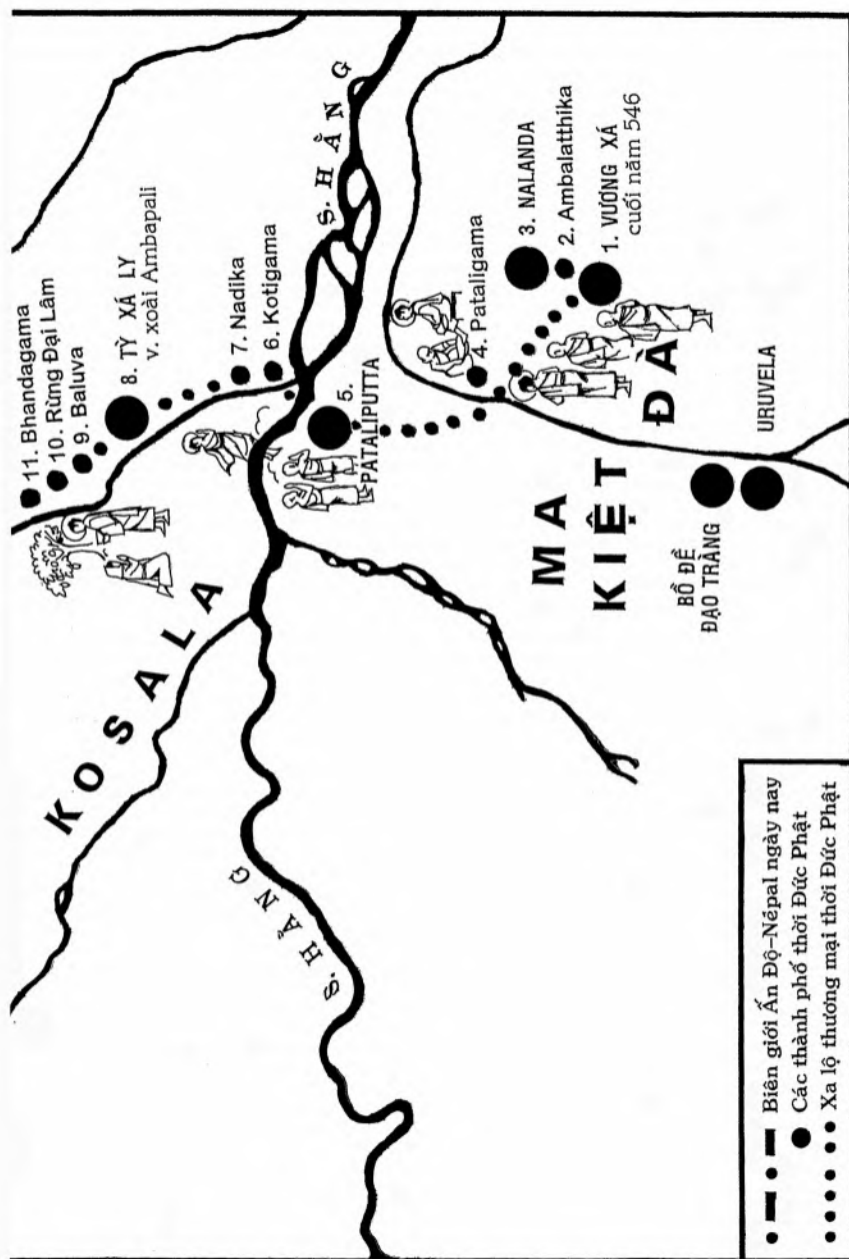 11. Bhandagama
10. Rừng Đại Lâm
9. Baluva
8. TỲ XÁ LY
v. xoài Ambapali
7. Nadika
6. Kotigama
S. HẰNG
KOSALA
5.
PATALIPUTTA
4. Pataligama
3. NALANDA
2. Ambalatthika
1. VƯƠNG XÁ
cuối năm 546
S. HẰNG
MA
KIỆT ĐÀ
BỒ ĐỀ
ĐẠO TRÀNG
URUVELA
Biên giới Ấn Độ–Népal ngày nay
Các thành phố thời Đức Phật
Xa lộ thương mại thời Đức Phật